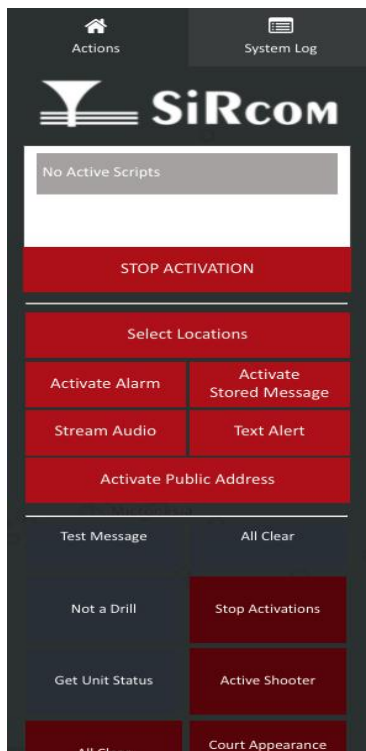 Actions
System Log
SiRcom
No Active Scripts
STOP ACTIVATION
Select Locations
Activate Alarm
Activate
Stored Message
Stream Audio
Text Alert
Activate Public Address
Test Message
All Clear
Not a Drill
Stop Activations
Get Unit Status
Active Shooter
All Clear
Court Appearance